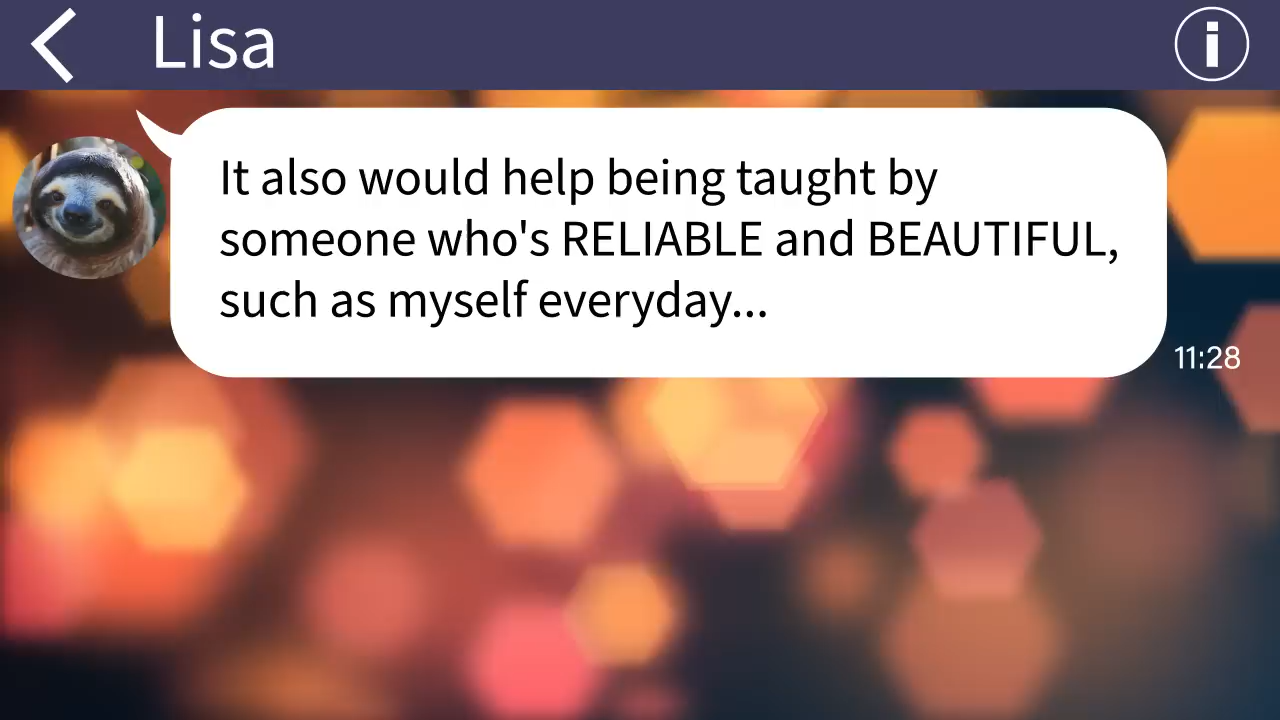 Lisa
It also would help being taught by
someone who's RELIABLE and BEAUTIFUL,
such as myself everyday...
11:28